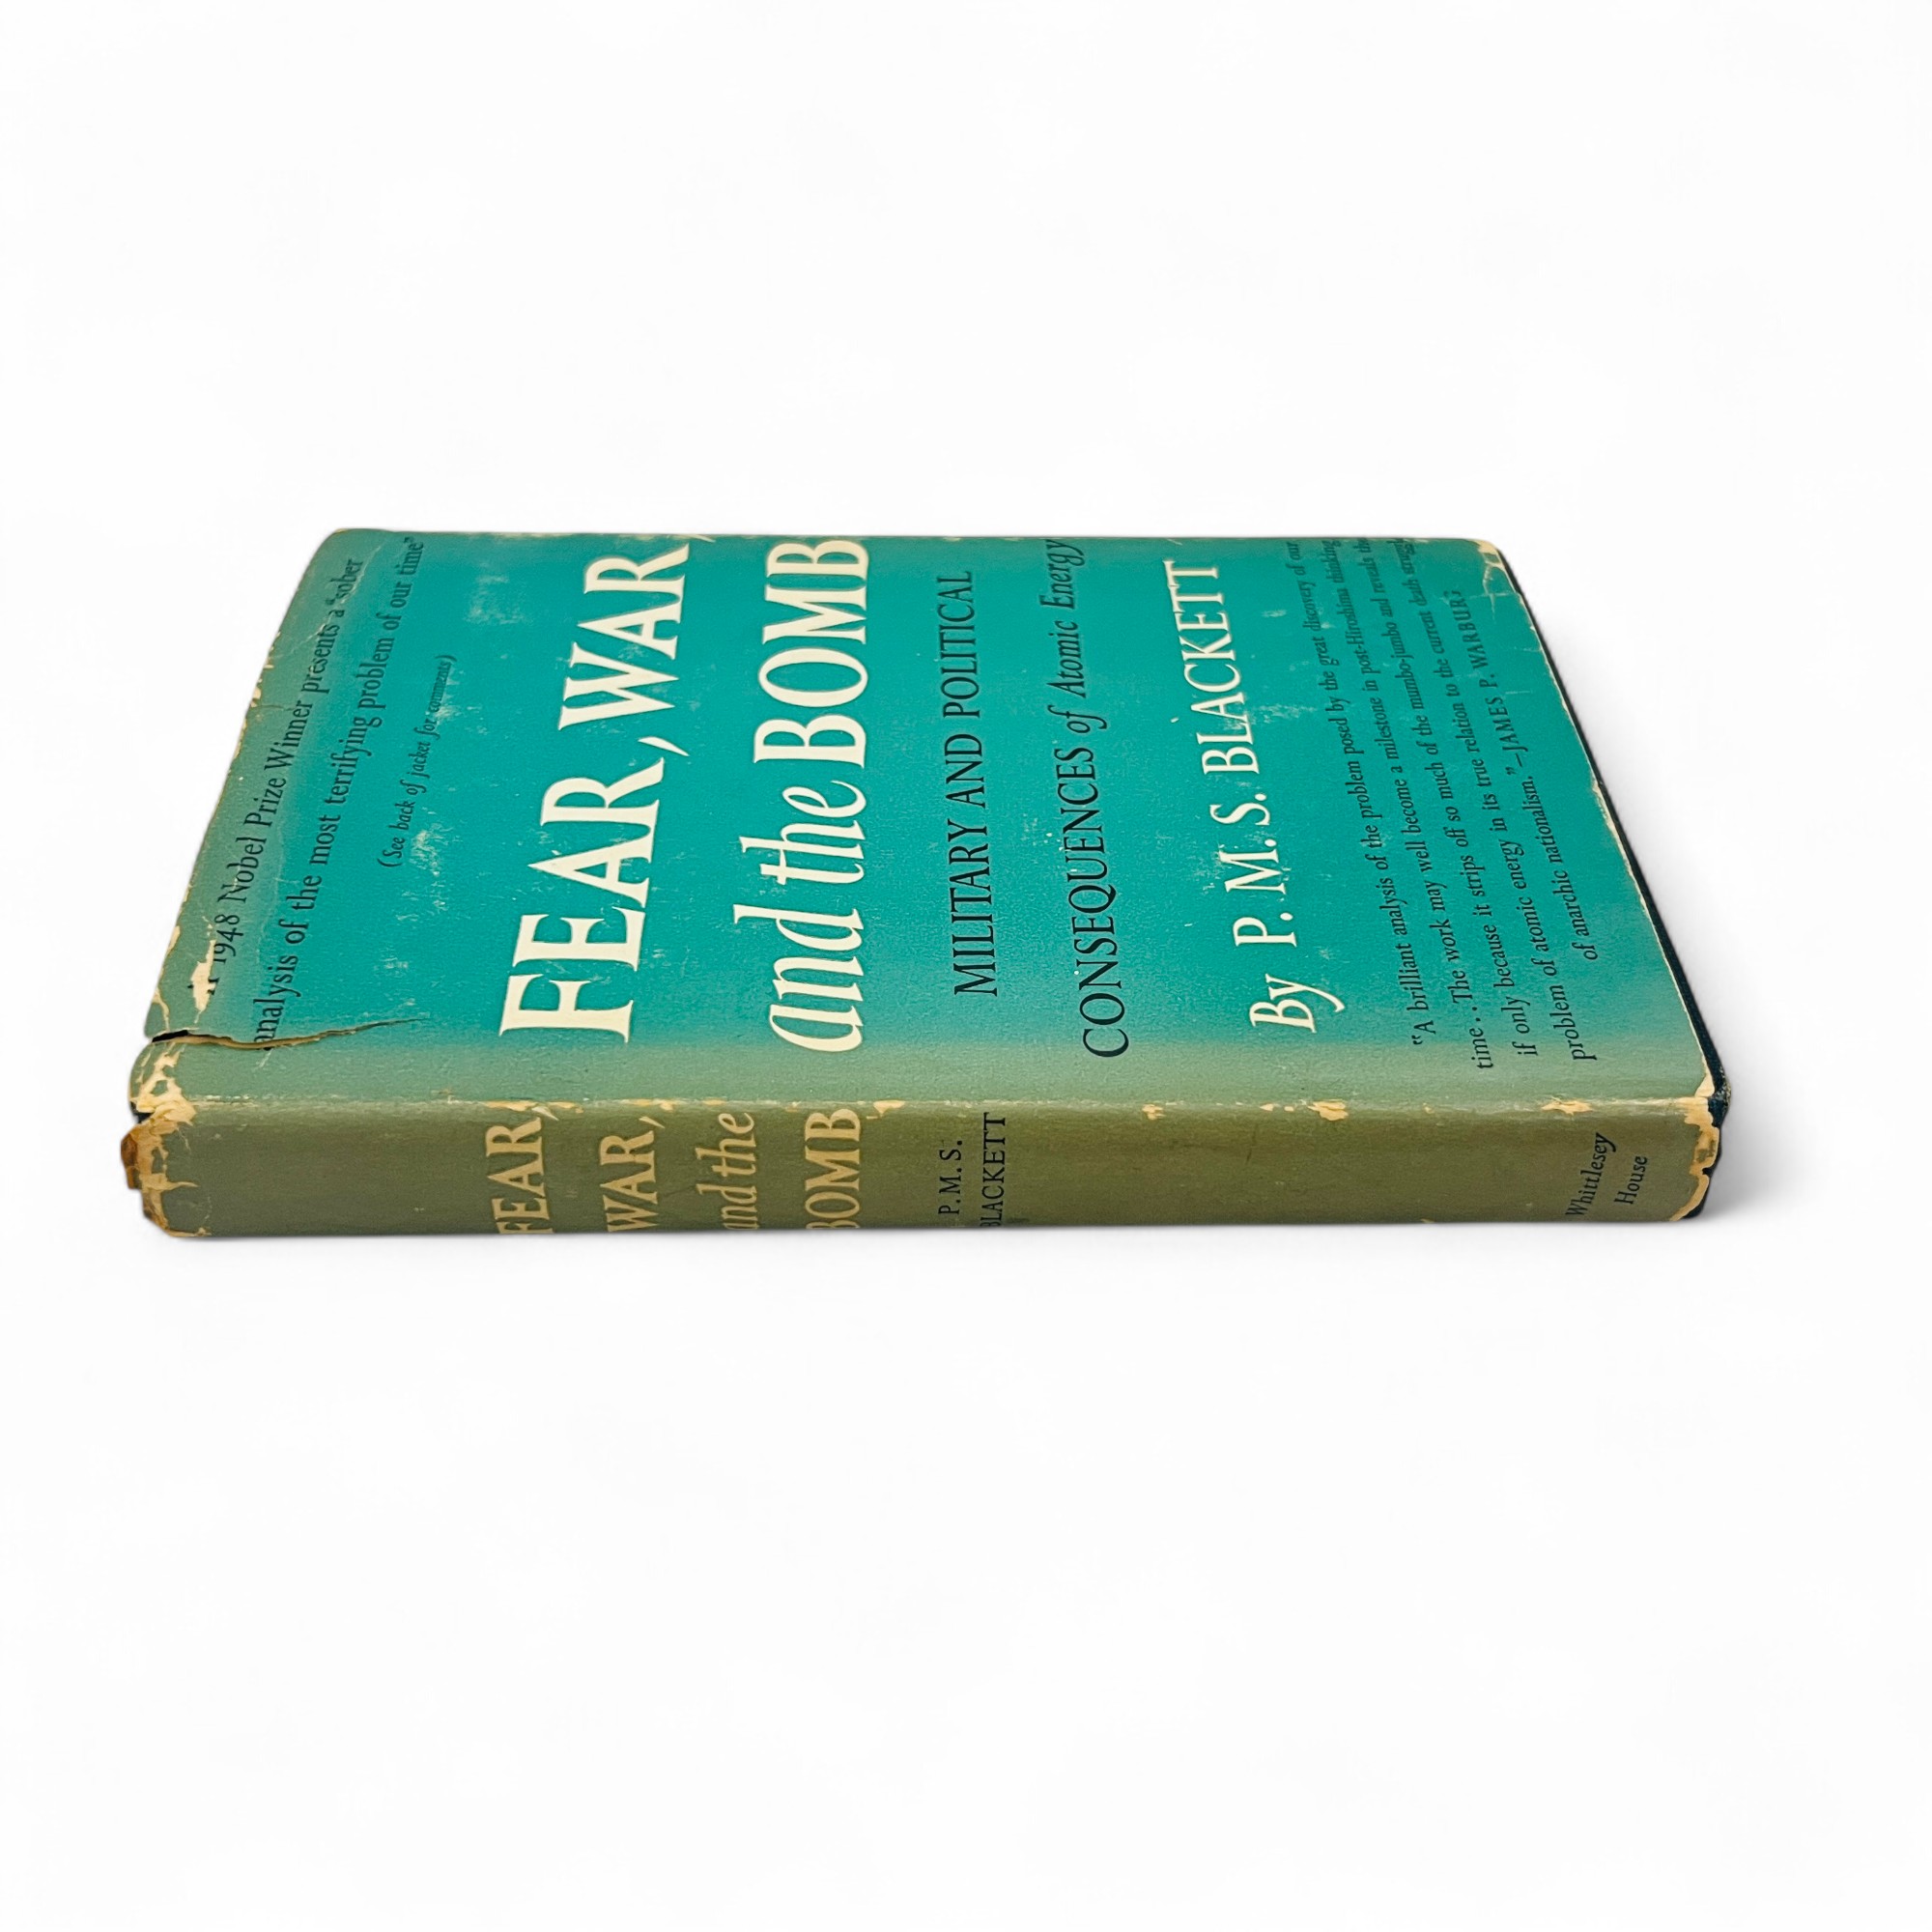 1948 Nobel Prize Winner presents a "sober
analysis of the most terrifying problem of our time"
(See back of jacket for comments)
FEAR, WAR,
and the BOMB
MILITARY AND POLITICAL
CONSEQUENCES of Atomic Energy
By P. M. S. BLACKETT
"A brilliant analysis of the problem posed by the great discovery of our
time...The work may well become a milestone in post-Hiroshima thinking
if only because it strips off so much of the mumbo-jumbo and reveals the
problem of atomic energy in its true relation to the current death struggle
of anarchic nationalism."—JAMES P. WARBURG
FEAR,
WAR,
and the
BOMB
P. M. S.
BLACKETT
Whittlesey
House